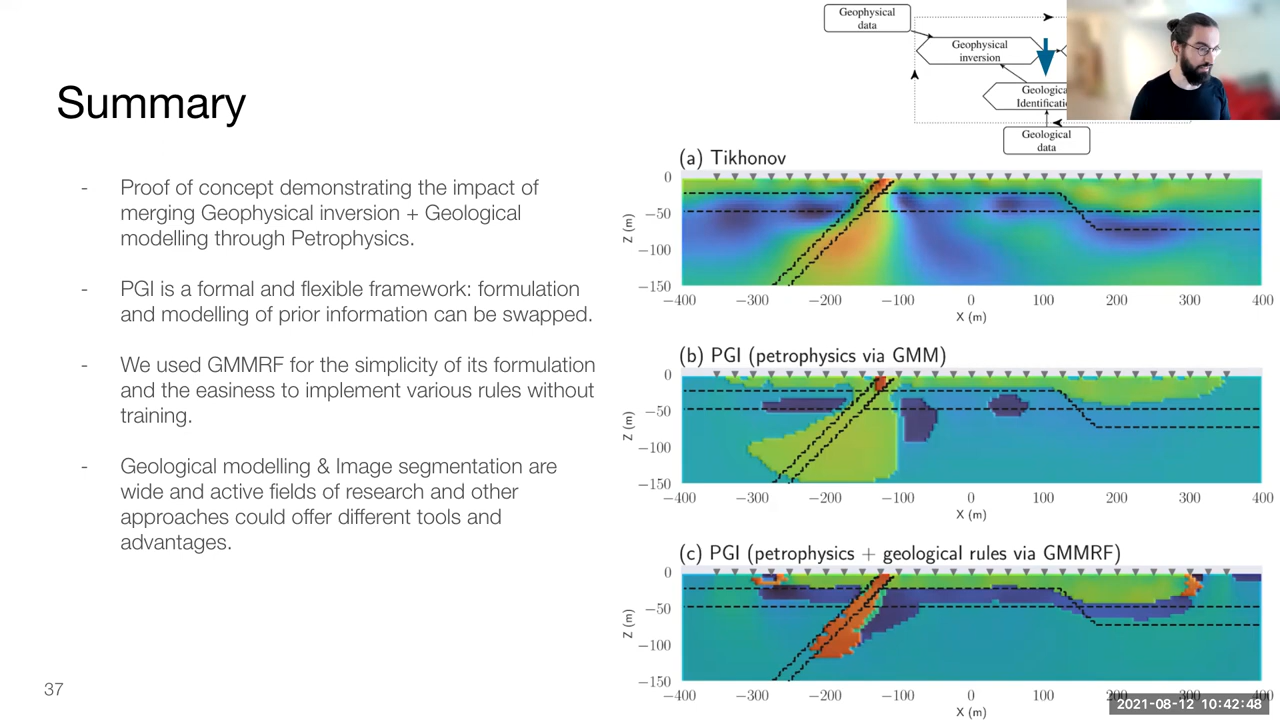 Geophysical
data
Geophysical
inversion
Geological
data
Summary
- Proof of concept demonstrating the impact of
merging Geophysical inversion + Geological
modelling through Petrophysics.
- PGI is a formal and flexible framework: formulation
and modelling of prior information can be swapped.
- We used GMMRF for the simplicity of its formulation
and the easiness to implement various rules without
training.
- Geological modelling & Image segmentation are
wide and active fields of research and other
approaches could offer different tools and
advantages.
37
(a) Tikhonov
0
−50
−100
−150
Z (m)
−400 −300 −200 −100 0 100 200 300 400
X (m)
(b) PGI (petrophysics via GMM)
0
−50
−100
−150
Z (m)
−400 −300 −200 −100 0 100 200 300 400
X (m)
(c) PGI (petrophysics + geological rules via GMMRF)
0
−50
−100
−150
Z (m)
−400 −300 −200 −100 0 100 200 300 400
X (m)
2021-08-12 10:42:48